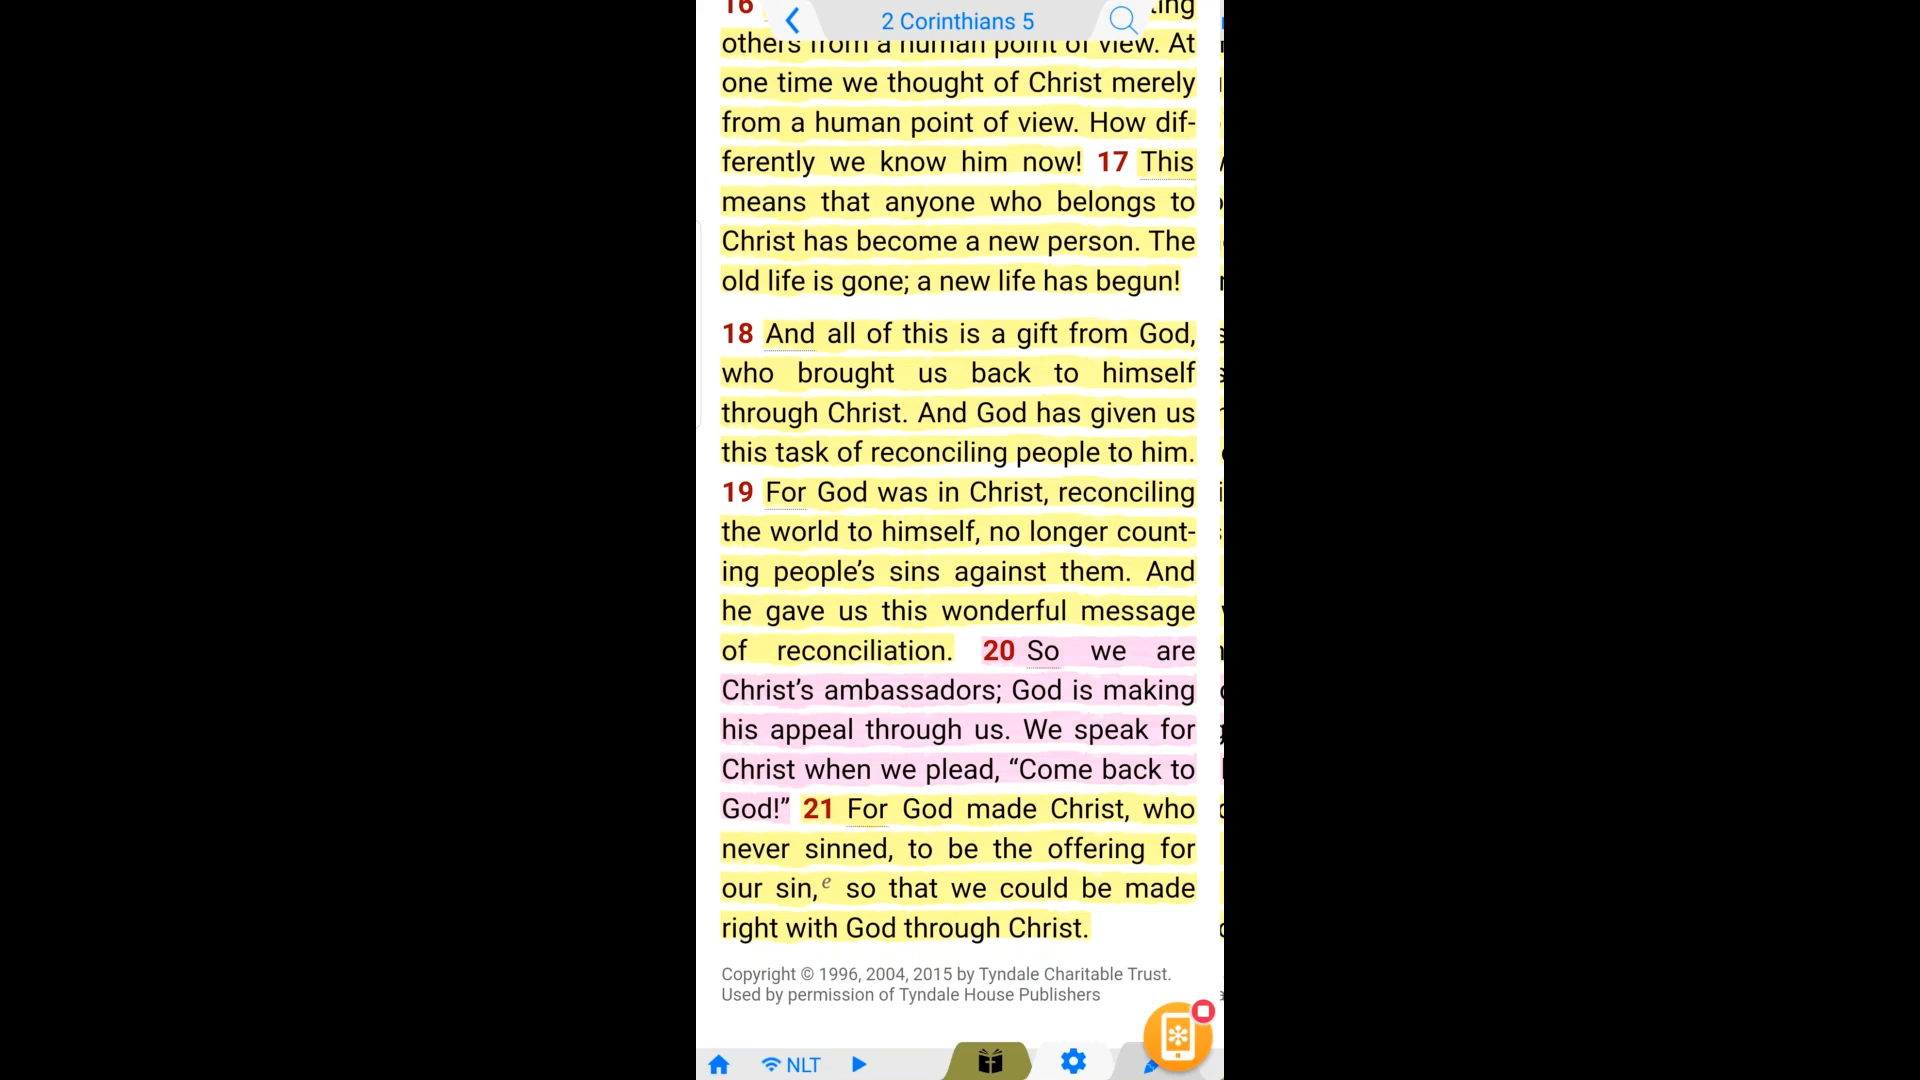 2 Corinthians 5
16
ting
others from a human point of view. At
one time we thought of Christ merely
from a human point of view. How dif-
ferently we know him now! 17 This
means that anyone who belongs to
Christ has become a new person. The
old life is gone; a new life has begun!
18 And all of this is a gift from God,
who brought us back to himself
through Christ. And God has given us
this task of reconciling people to him.
19 For God was in Christ, reconciling
the world to himself, no longer count-
ing people’s sins against them. And
he gave us this wonderful message
of reconciliation. 20 So we are
Christ’s ambassadors; God is making
his appeal through us. We speak for
Christ when we plead, “Come back to
God!” 21 For God made Christ, who
never sinned, to be the offering for
our sin,e so that we could be made
right with God through Christ.
Copyright © 1996, 2004, 2015 by Tyndale Charitable Trust.
Used by permission of Tyndale House Publishers
NLT